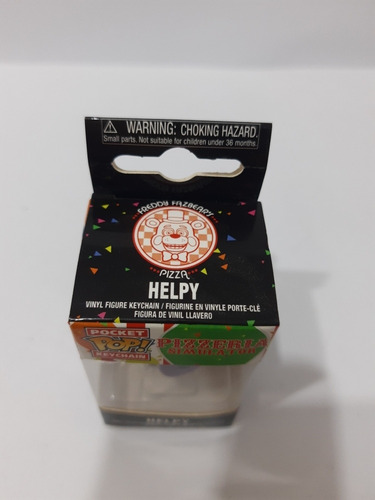 WARNING: CHOKING HAZARD.
Small parts. Not suitable for children under 36 months.
FREDDY FAZBEAR'S
PIZZA
HELPY
VINYL FIGURE KEYCHAIN / FIGURINE EN VINYLE PORTE-CLÉ
FIGURA DE VINIL LLAVERO
POCKET
POP!
KEYCHAIN
PIZZERIA
SIMULATOR
HELPY